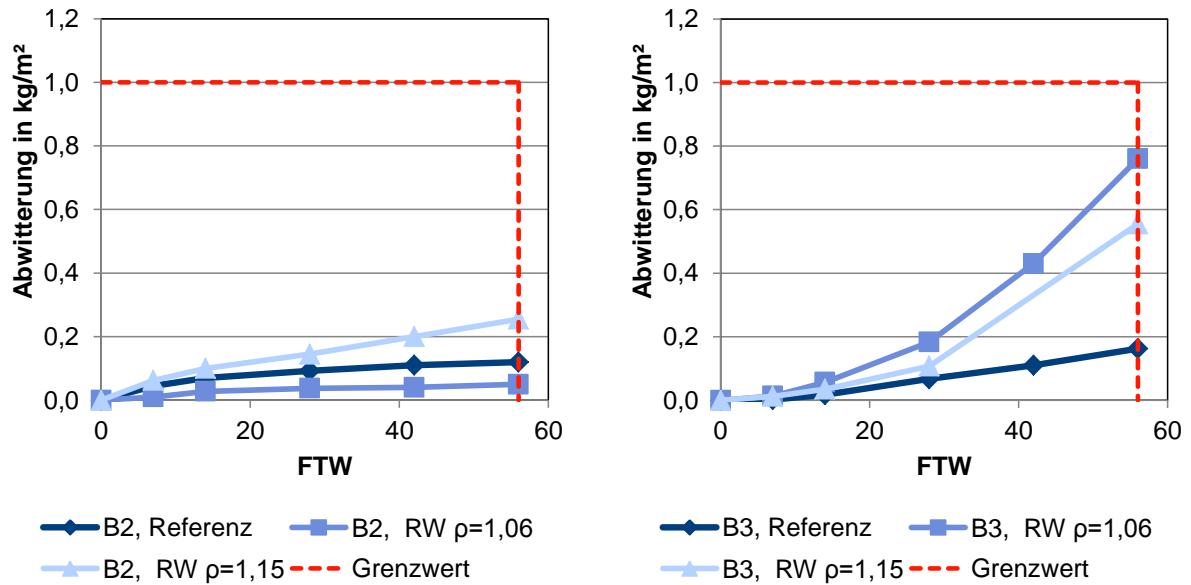 Abwitterung in kg/m²
1,2
1,0
0,8
0,6
0,4
0,2
0,0
0 20 40 60
FTW
B2, Referenz B2, RW ρ=1,06
B2, RW ρ=1,15 Grenzwert
Abwitterung in kg/m²
1,2
1,0
0,8
0,6
0,4
0,2
0,0
0 20 40 60
FTW
B3, Referenz B3, RW ρ=1,06
B3, RW ρ=1,15 Grenzwert